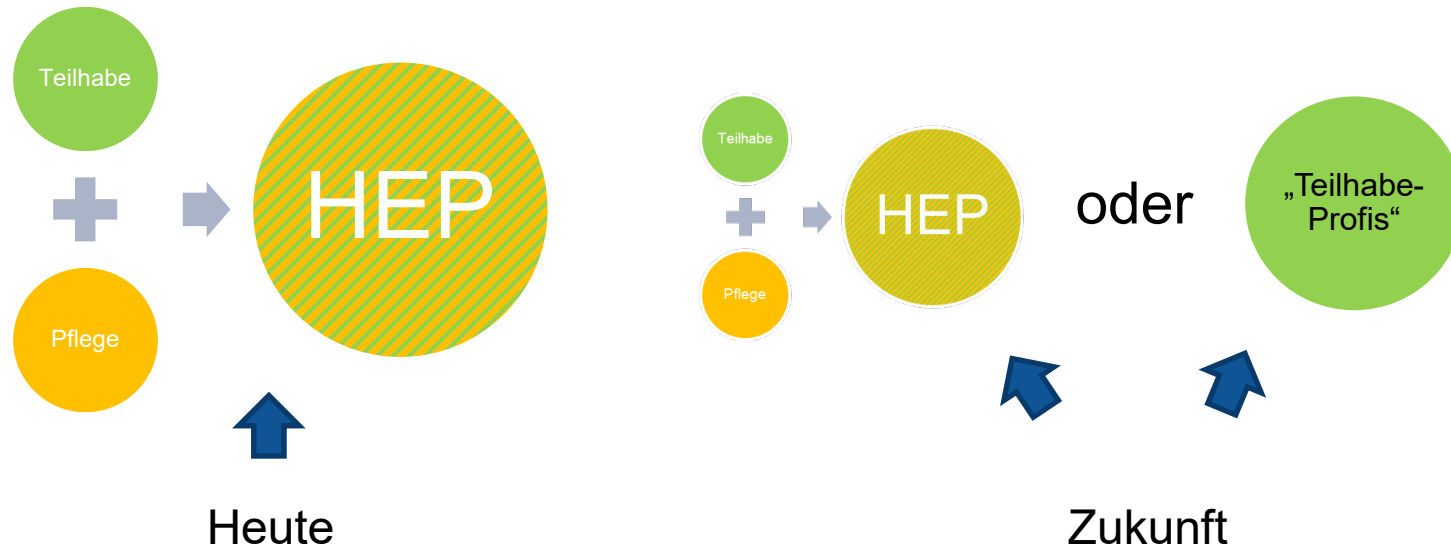 Teilhabe
Pflege
HEP
Heute
Teilhabe
Pflege
HEP
oder
„Teilhabe-
Profis“
Zukunft